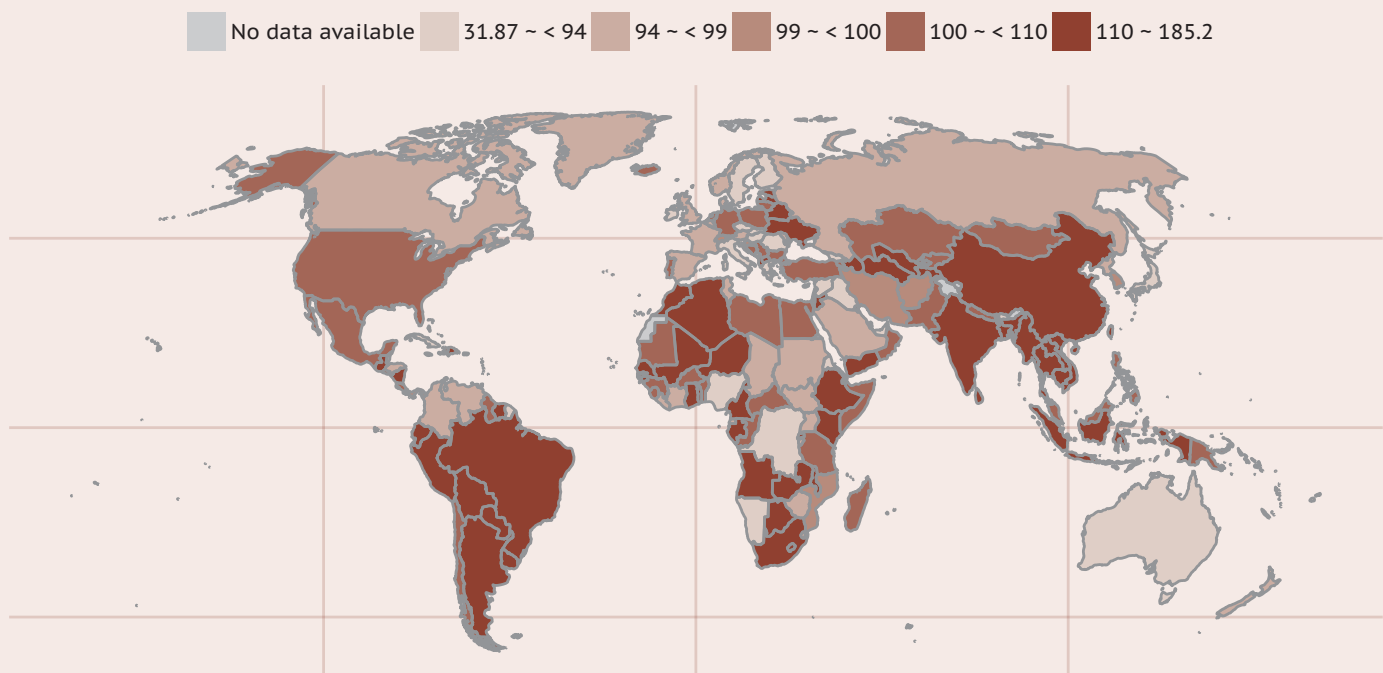 No data available 31.87 ~ < 94 94 ~ < 99 99 ~ < 100 100 ~ < 110 110 ~ 185.2